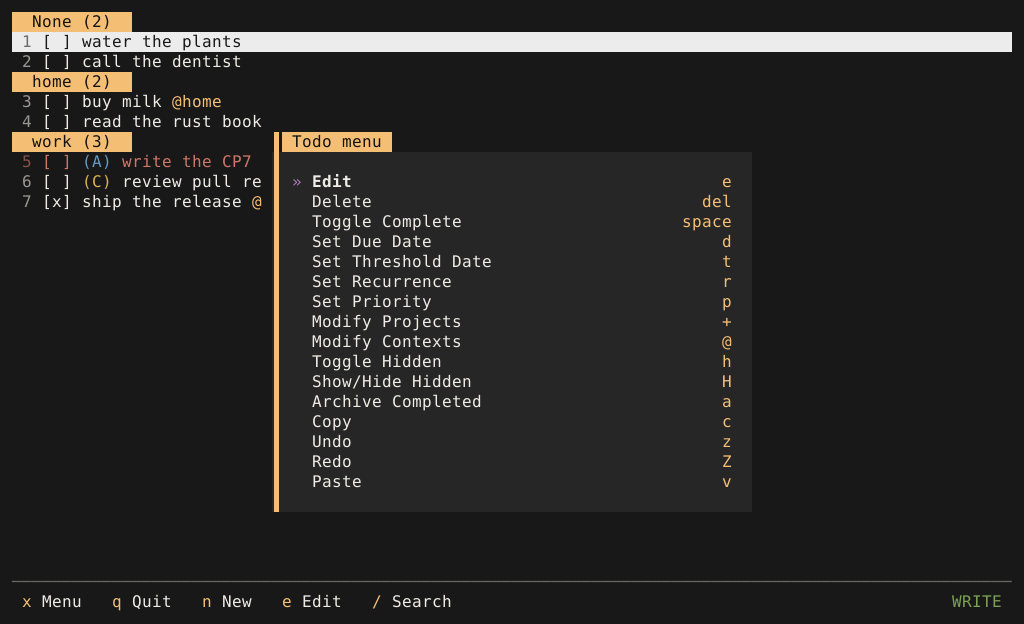 None (2)
1 [ ] water the plants
2 [ ] call the dentist
home (2)
3 [ ] buy milk @home
4 [ ] read the rust book
work (3)
5 [ ] (A) write the CP7
6 [ ] (C) review pull re
7 [x] ship the release @
Todo menu
» Edit e
Delete del
Toggle Complete space
Set Due Date d
Set Threshold Date t
Set Recurrence r
Set Priority p
Modify Projects +
Modify Contexts @
Toggle Hidden h
Show/Hide Hidden H
Archive Completed a
Copy c
Undo z
Redo Z
Paste v
x Menu q Quit n New e Edit / Search WRITE